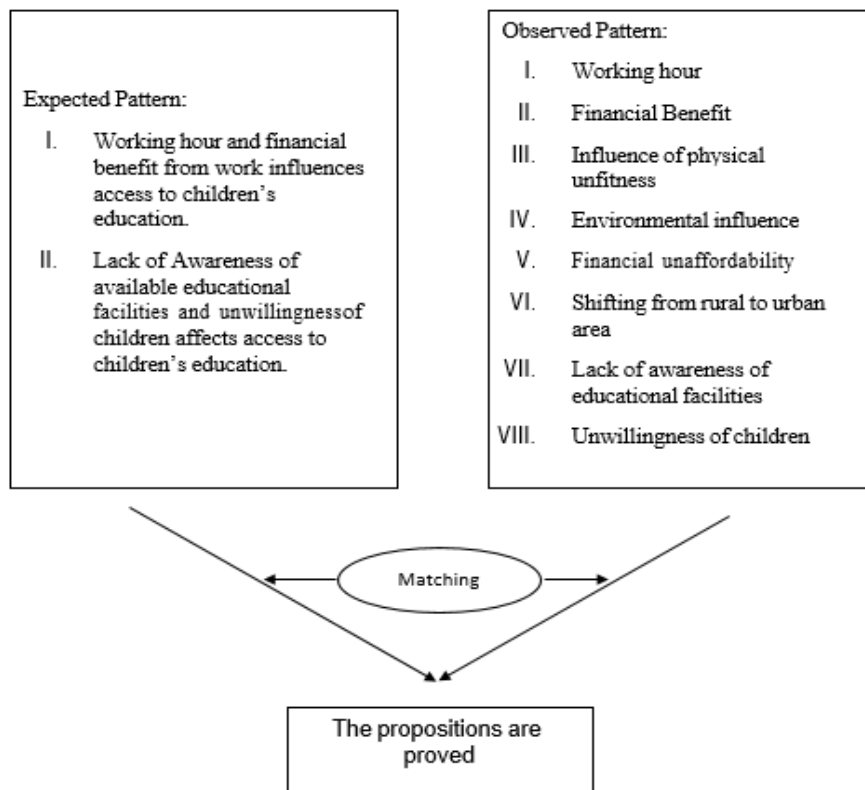 Expected Pattern:
I. Working hour and financial
benefit from work influences
access to children's
education.
II. Lack of Awareness of
available educational
facilities and unwillingnessof
children affects access to
children's education.
Observed Pattern:
I. Working hour
II. Financial Benefit
III. Influence of physical
unfitness
IV. Environmental influence
V. Financial unaffordability
VI. Shifting from rural to urban
area
VII. Lack of awareness of
educational facilities
VIII. Unwillingness of children
Matching
The propositions are
proved